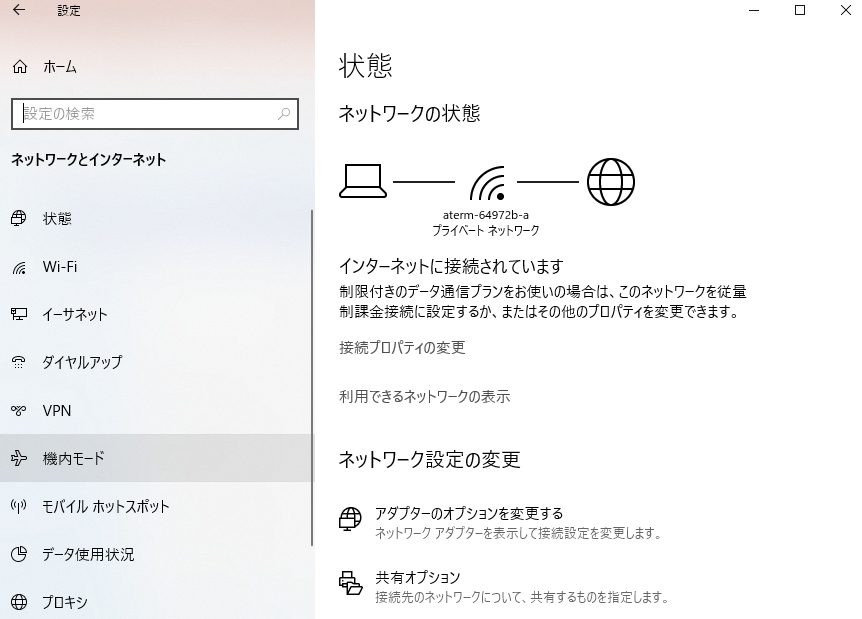 設定
ホーム
設定の検索
ネットワークとインターネット
状態
Wi-Fi
イーサネット
ダイヤルアップ
VPN
機内モード
モバイル ホットスポット
データ使用状況
プロキシ
状態
ネットワークの状態
aterm-64972b-a
プライベート ネットワーク
インターネットに接続されています
制限付きのデータ通信プランをお使いの場合は、このネットワークを従量
制課金接続に設定するか、またはその他のプロパティを変更できます。
接続プロパティの変更
利用できるネットワークの表示
ネットワーク設定の変更
アダプターのオプションを変更する
ネットワーク アダプターを表示して接続設定を変更します。
共有オプション
接続先のネットワークについて、共有するものを指定します。